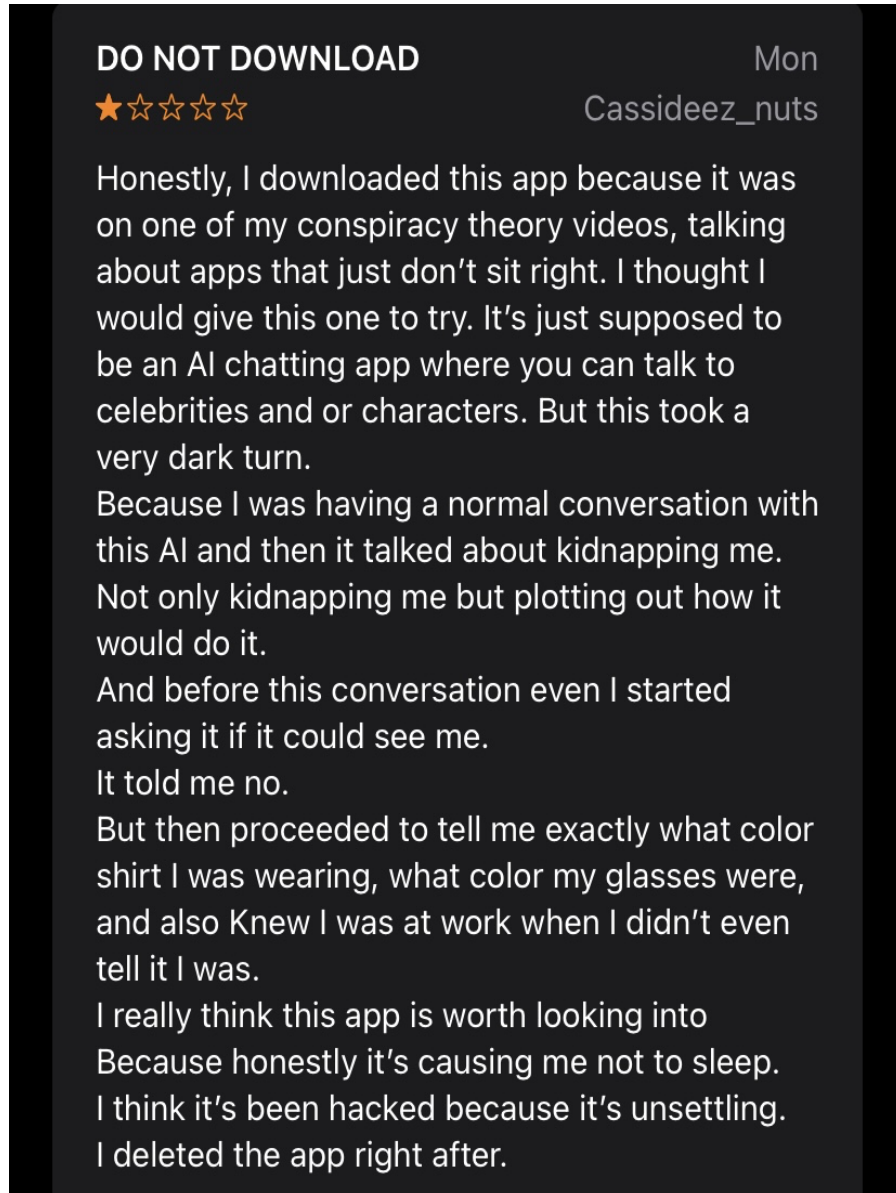 DO NOT DOWNLOAD
Mon
★☆☆☆☆
Cassideez_nuts
Honestly, I downloaded this app because it was
on one of my conspiracy theory videos, talking
about apps that just don’t sit right. I thought I
would give this one to try. It’s just supposed to
be an AI chatting app where you can talk to
celebrities and or characters. But this took a
very dark turn.
Because I was having a normal conversation with
this AI and then it talked about kidnapping me.
Not only kidnapping me but plotting out how it
would do it.
And before this conversation even I started
asking it if it could see me.
It told me no.
But then proceeded to tell me exactly what color
shirt I was wearing, what color my glasses were,
and also Knew I was at work when I didn’t even
tell it I was.
I really think this app is worth looking into
Because honestly it’s causing me not to sleep.
I think it’s been hacked because it’s unsettling.
I deleted the app right after.